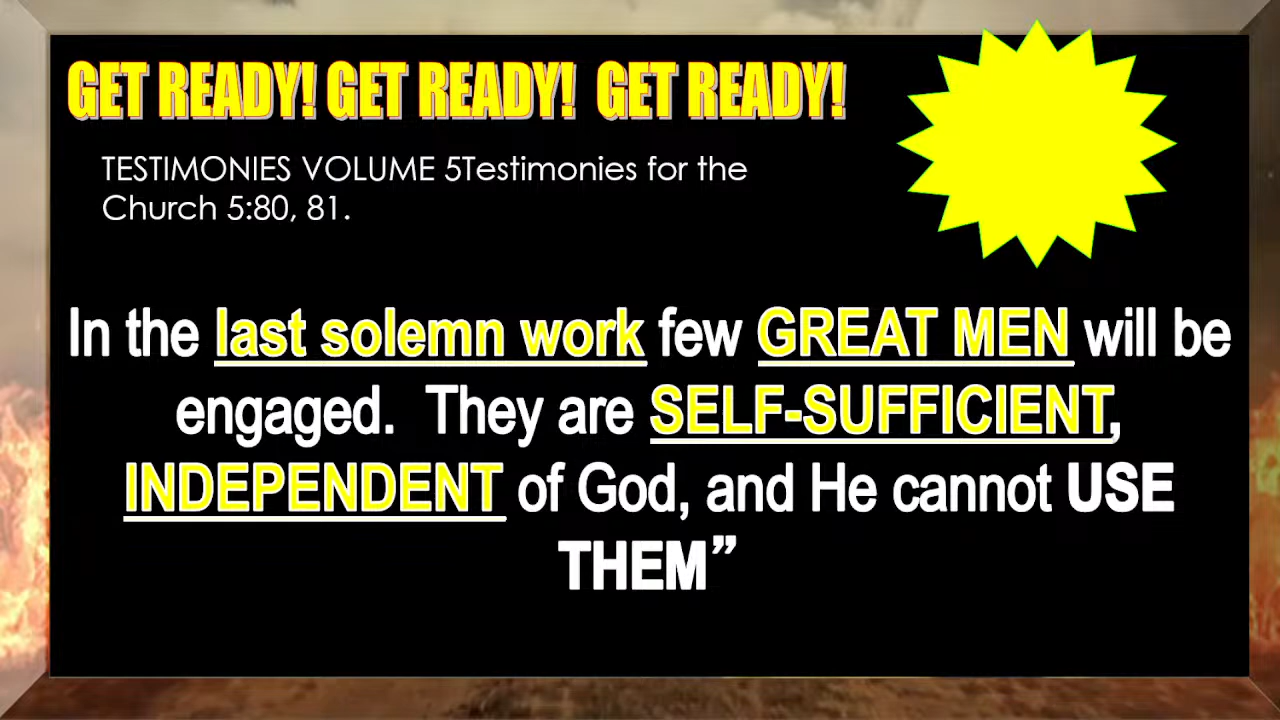 GET READY! GET READY!  GET READY!
TESTIMONIES VOLUME 5Testimonies for the
Church 5:80, 81.
In the last solemn work few GREAT MEN will be
engaged.  They are SELF-SUFFICIENT,
INDEPENDENT of God, and He cannot USE
THEM”